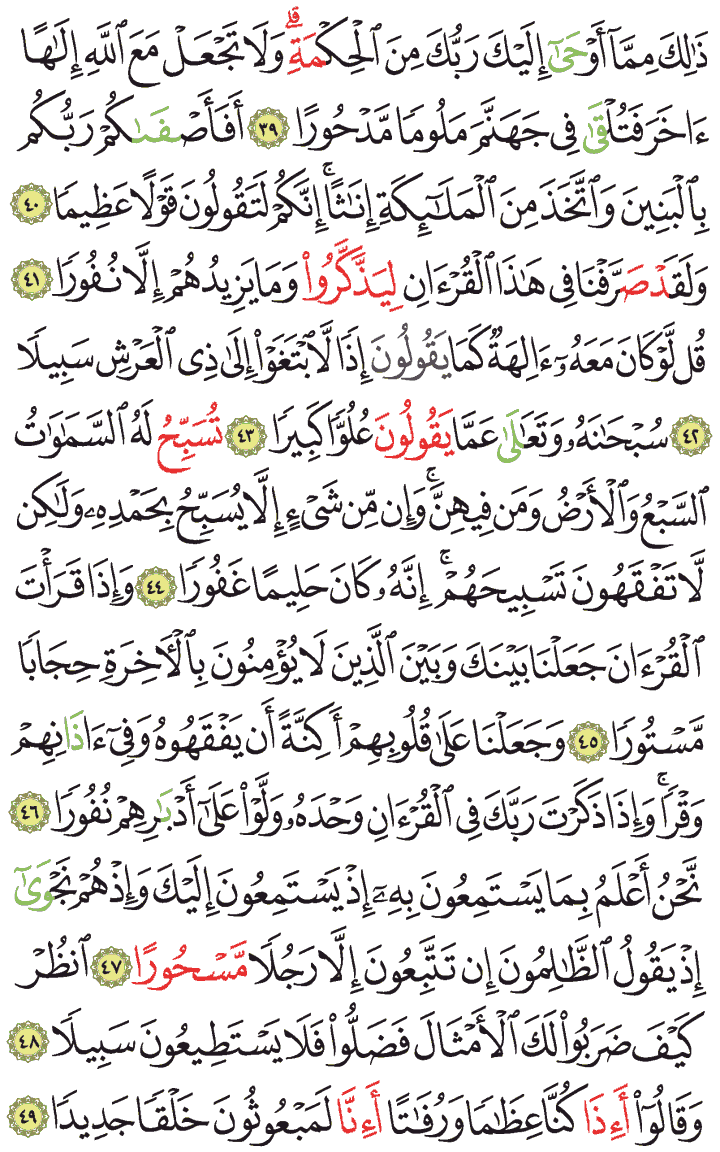 ذَٰلِكَ مِمَّآ أَوۡحَىٰٓ إِلَيۡكَ رَبُّكَ مِنَ ٱلۡحِكۡمَةِۗ وَلَا تَجۡعَلۡ مَعَ ٱللَّهِ إِلَٰهًا
ءَاخَرَ فَتُلۡقَىٰ فِي جَهَنَّمَ مَلُومٗا مَّدۡحُورًا ٣٩ أَفَأَصۡفَىٰكُمۡ رَبُّكُم
بِٱلۡبَنِينَ وَٱتَّخَذَ مِنَ ٱلۡمَلَٰٓئِكَةِ إِنَٰثًاۚ إِنَّكُمۡ لَتَقُولُونَ قَوۡلًا عَظِيمٗا ٤٠
وَلَقَدۡ صَرَّفۡنَا فِي هَٰذَا ٱلۡقُرۡءَانِ لِيَذَّكَّرُواْ وَمَا يَزِيدُهُمۡ إِلَّا نُفُورٗا ٤١
قُل لَّوۡ كَانَ مَعَهُۥٓ ءَالِهَةٞ كَمَا يَقُولُونَ إِذٗا لَّٱبۡتَغَوۡاْ إِلَىٰ ذِي ٱلۡعَرۡشِ سَبِيلٗا
٤٢ سُبۡحَٰنَهُۥ وَتَعَٰلَىٰ عَمَّا يَقُولُونَ عُلُوّٗا كَبِيرٗا ٤٣ تُسَبِّحُ لَهُ ٱلسَّمَٰوَٰتُ
ٱلسَّبۡعُ وَٱلۡأَرۡضُ وَمَن فِيهِنَّۚ وَإِن مِّن شَيۡءٍ إِلَّا يُسَبِّحُ بِحَمۡدِهِۦ وَلَٰكِن
لَّا تَفۡقَهُونَ تَسۡبِيحَهُمۡۚ إِنَّهُۥ كَانَ حَلِيمًا غَفُورٗا ٤٤ وَإِذَا قَرَأۡتَ
ٱلۡقُرۡءَانَ جَعَلۡنَا بَيۡنَكَ وَبَيۡنَ ٱلَّذِينَ لَا يُؤۡمِنُونَ بِٱلۡأٓخِرَةِ حِجَابٗا
مَّسۡتُورٗا ٤٥ وَجَعَلۡنَا عَلَىٰ قُلُوبِهِمۡ أَكِنَّةً أَن يَفۡقَهُوهُ وَفِيٓ ءَاذَانِهِمۡ
وَقۡرٗاۚ وَإِذَا ذَكَرۡتَ رَبَّكَ فِي ٱلۡقُرۡءَانِ وَحۡدَهُۥ وَلَّوۡاْ عَلَىٰٓ أَدۡبَٰرِهِمۡ نُفُورٗا ٤٦
نَّحۡنُ أَعۡلَمُ بِمَا يَسۡتَمِعُونَ بِهِۦٓ إِذۡ يَسۡتَمِعُونَ إِلَيۡكَ وَإِذۡ هُمۡ نَجۡوَىٰٓ
إِذۡ يَقُولُ ٱلظَّٰلِمُونَ إِن تَتَّبِعُونَ إِلَّا رَجُلٗا مَّسۡحُورًا ٤٧ ٱنظُرۡ
كَيۡفَ ضَرَبُواْ لَكَ ٱلۡأَمۡثَالَ فَضَلُّواْ فَلَا يَسۡتَطِيعُونَ سَبِيلٗا ٤٨
وَقَالُوٓاْ أَءِذَا كُنَّا عِظَٰمٗا وَرُفَٰتًا أَءِنَّا لَمَبۡعُوثُونَ خَلۡقٗا جَدِيدٗا ٤٩